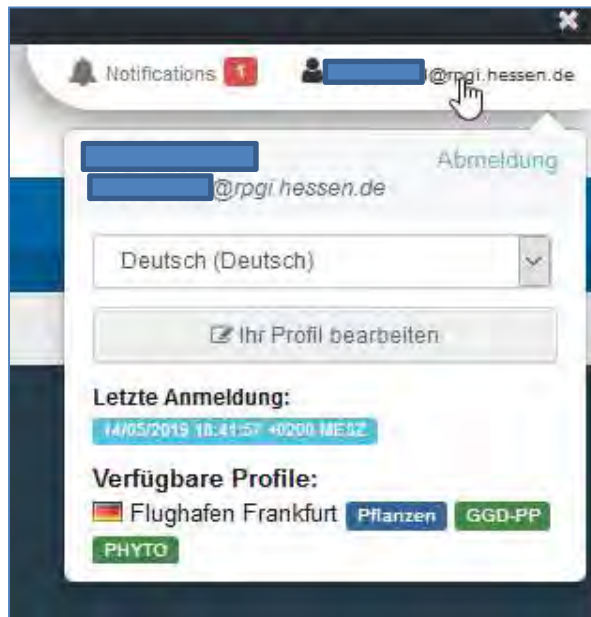 Notifications 1 @rpgi.hessen.de
Abmeldung
@rpgi.hessen.de
Deutsch (Deutsch)
Ihr Profil bearbeiten
Letzte Anmeldung:
14/05/2019 18:41:57 +0200 MESZ
Verfügbare Profile:
Flughafen Frankfurt Pflanzen GGD-PP
PHYTO